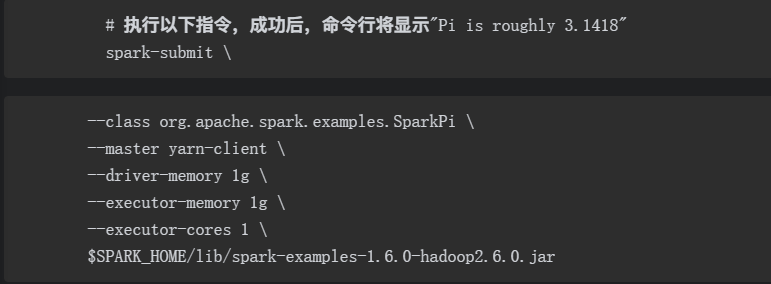 # 执行以下指令，成功后，命令行将显示"Pi is roughly 3.1418"
spark-submit \
--class org.apache.spark.examples.SparkPi \
--master yarn-client \
--driver-memory 1g \
--executor-memory 1g \
--executor-cores 1 \
$SPARK_HOME/lib/spark-examples-1.6.0-hadoop2.6.0.jar